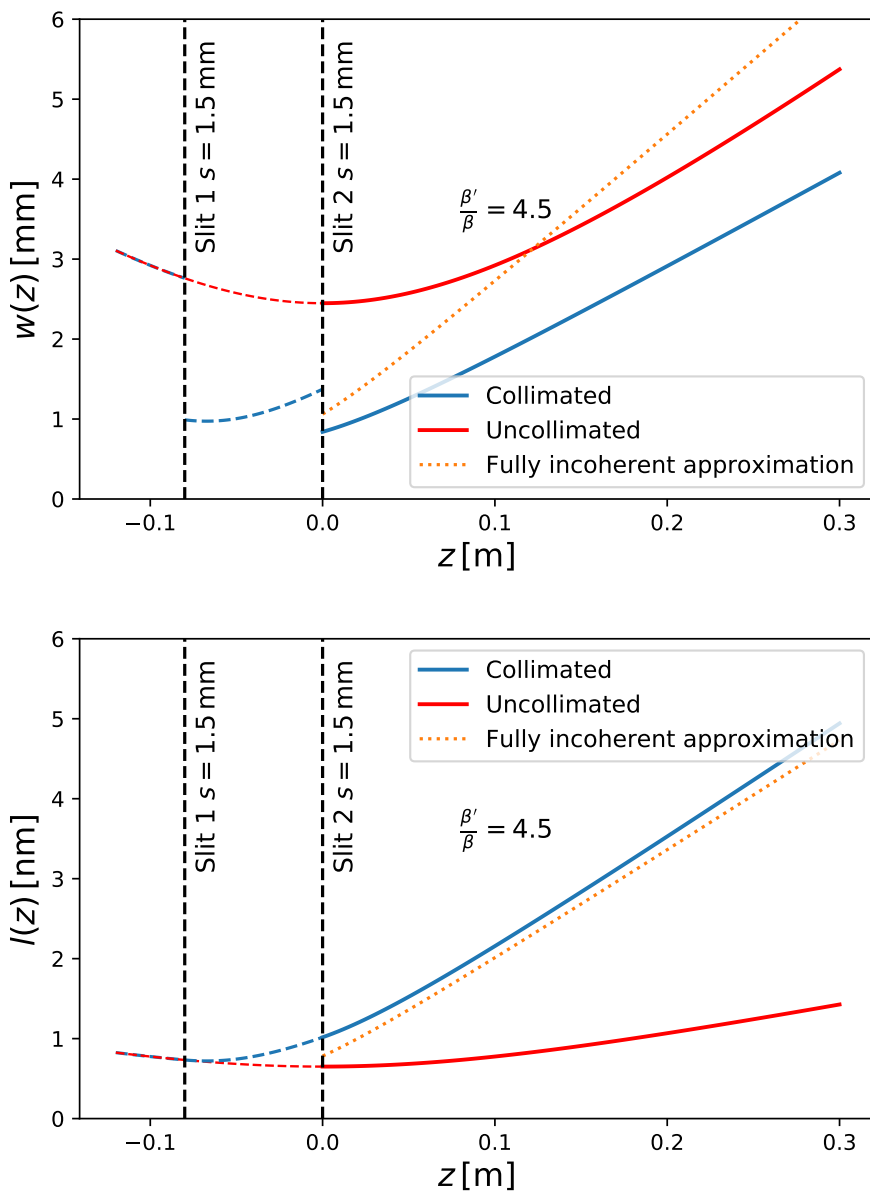 6
5
4
3
2
1
0
w(z) [mm]
Slit 1 s = 1.5 mm
Slit 2 s = 1.5 mm
β′/β = 4.5
Collimated
Uncollimated
Fully incoherent approximation
−0.1 0.0 0.1 0.2 0.3
z [m]
6
5
4
3
2
1
0
l(z) [nm]
Slit 1 s = 1.5 mm
Slit 2 s = 1.5 mm
Collimated
Uncollimated
Fully incoherent approximation
β′/β = 4.5
−0.1 0.0 0.1 0.2 0.3
z [m]